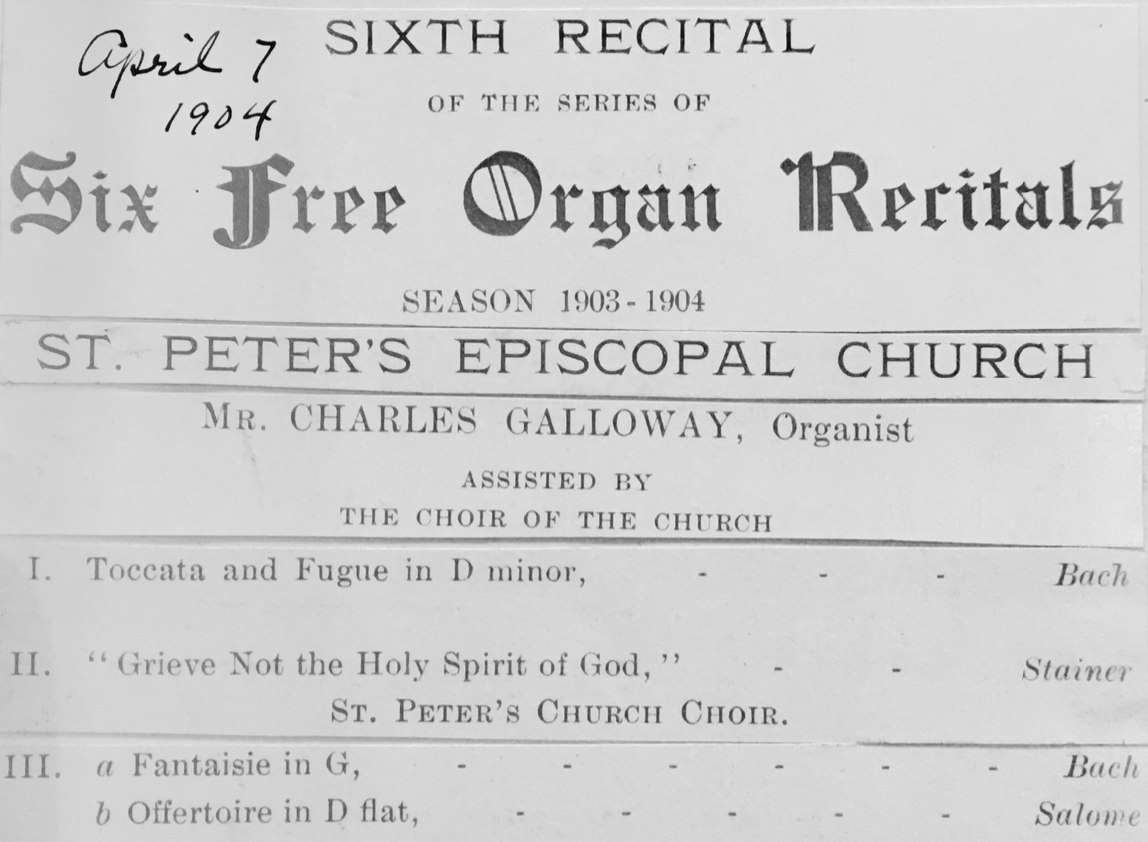 April 7
1904
SIXTH RECITAL
OF THE SERIES OF
Six Free Organ Recitals
SEASON 1903-1904
ST. PETER'S EPISCOPAL CHURCH
MR. CHARLES GALLOWAY, Organist
ASSISTED BY
THE CHOIR OF THE CHURCH
I. Toccata and Fugue in D minor, - - - Bach
II. "Grieve Not the Holy Spirit of God," - - Stainer
ST. PETER'S CHURCH CHOIR.
III. a Fantaisie in G, - - - - - - Bach
b Offertoire in D flat, - - - - - Salome